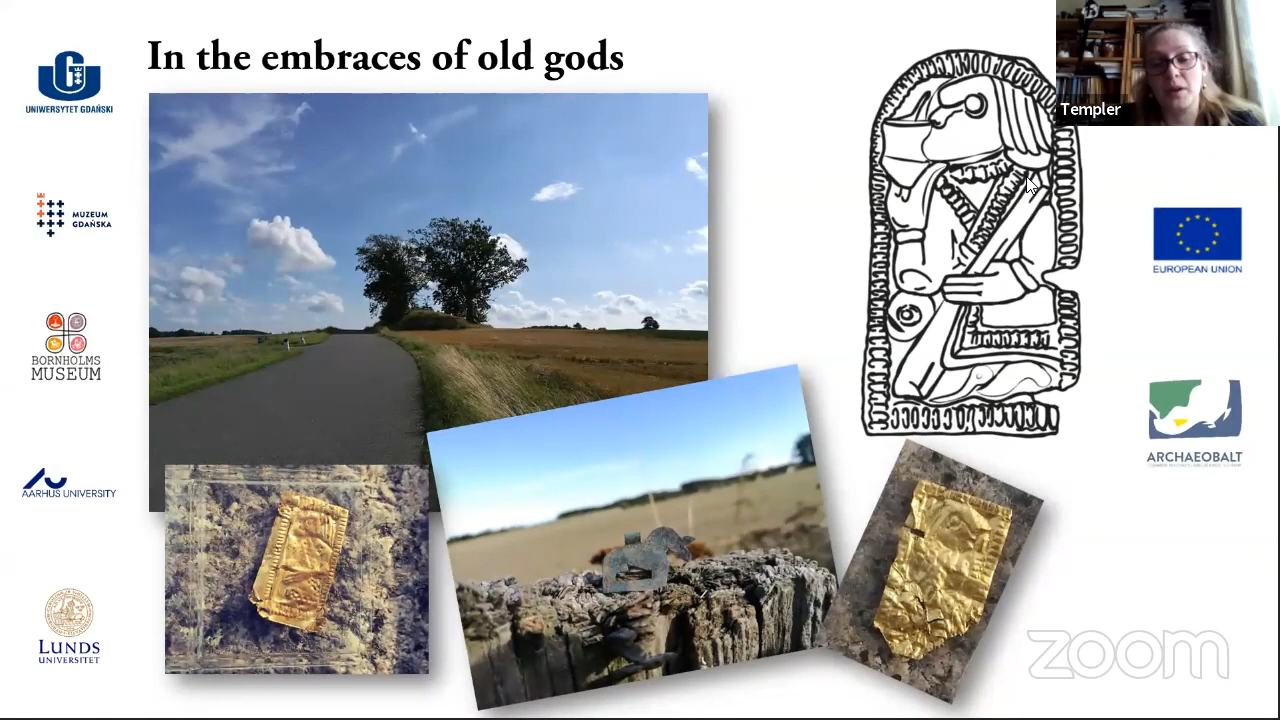 In the embraces of old gods
Templer
UNIWERSYTET GDAŃSKI
MUZEUM
GDAŃSKA
BORNHOLMS
MUSEUM
AARHUS UNIVERSITY
LUNDS
UNIVERSITET
EUROPEAN UNION
ARCHAEOBALT
zoom